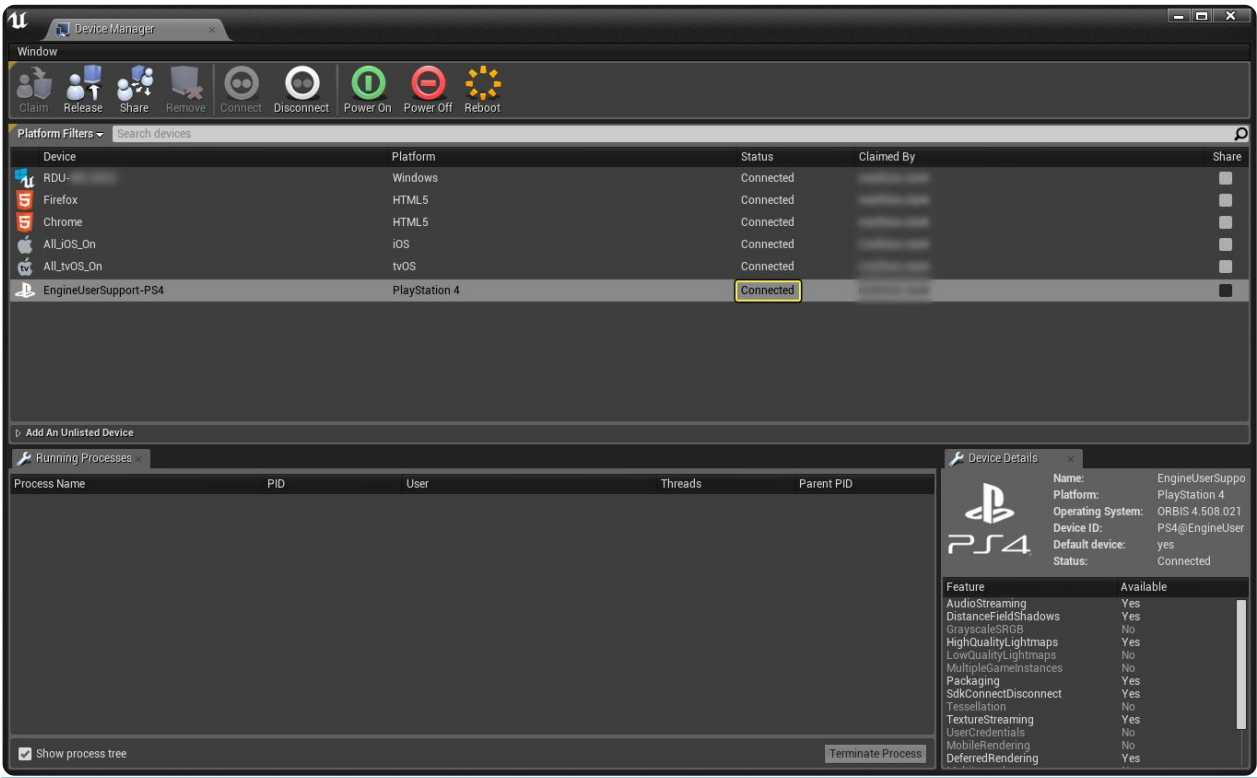 Device Manager
Window
Claim Release Share Remove Connect Disconnect Power On Power Off Reboot
Platform Filters Search devices
Device Platform Status Claimed By Share
RDU- Windows Connected
Firefox HTML5 Connected
Chrome HTML5 Connected
All_iOS_On iOS Connected
All_tvOS_On tvOS Connected
EngineUserSupport-PS4 PlayStation 4 Connected
Add An Unlisted Device
Running Processes
Process Name PID User Threads Parent PID
Show process tree Terminate Process
Device Details
PS4
Name: EngineUserSuppo
Platform: PlayStation 4
Operating System: ORBIS 4.508.021
Device ID: PS4@EngineUser
Default device: yes
Status: Connected
Feature Available
AudioStreaming Yes
DistanceFieldShadows Yes
GrayscaleSRGB No
HighQualityLightmaps Yes
LowQualityLightmaps No
MultipleGameInstances No
Packaging Yes
SdkConnectDisconnect Yes
Tessellation No
TextureStreaming Yes
UserCredentials No
MobileRendering No
DeferredRendering Yes